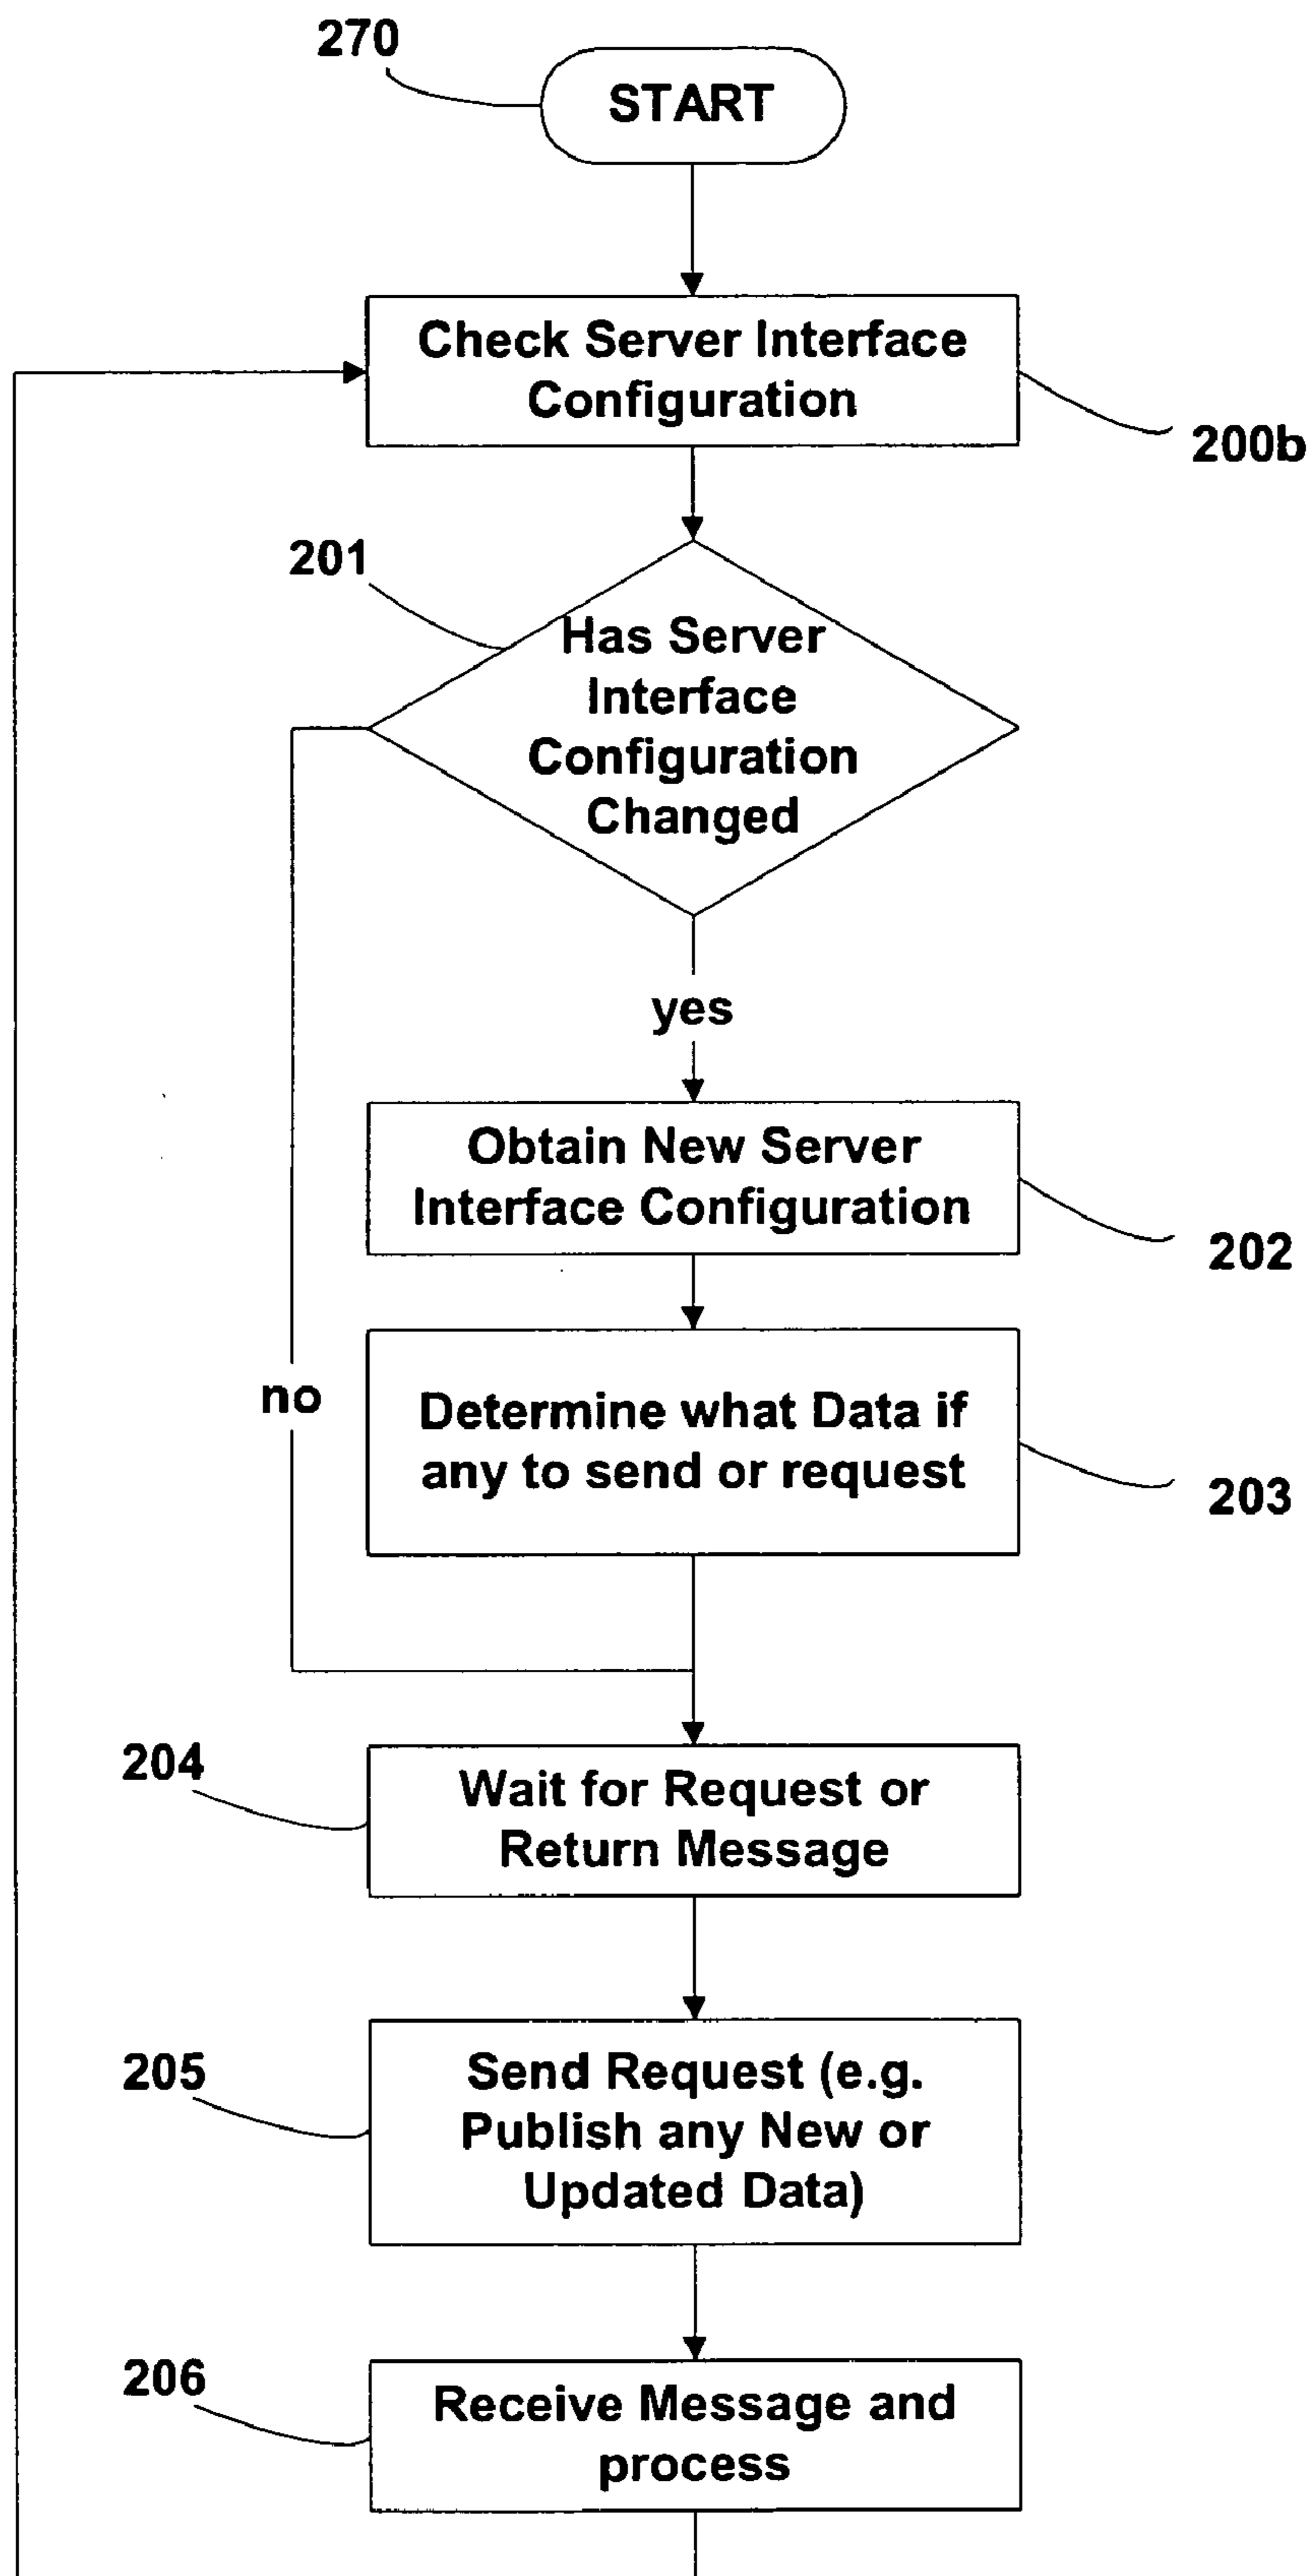 270
START
Check Server Interface
Configuration
200b
201
Has Server
Interface
Configuration
Changed
yes
Obtain New Server
Interface Configuration
202
no
Determine what Data if
any to send or request
203
204
Wait for Request or
Return Message
205
Send Request (e.g.
Publish any New or
Updated Data)
206
Receive Message and
process